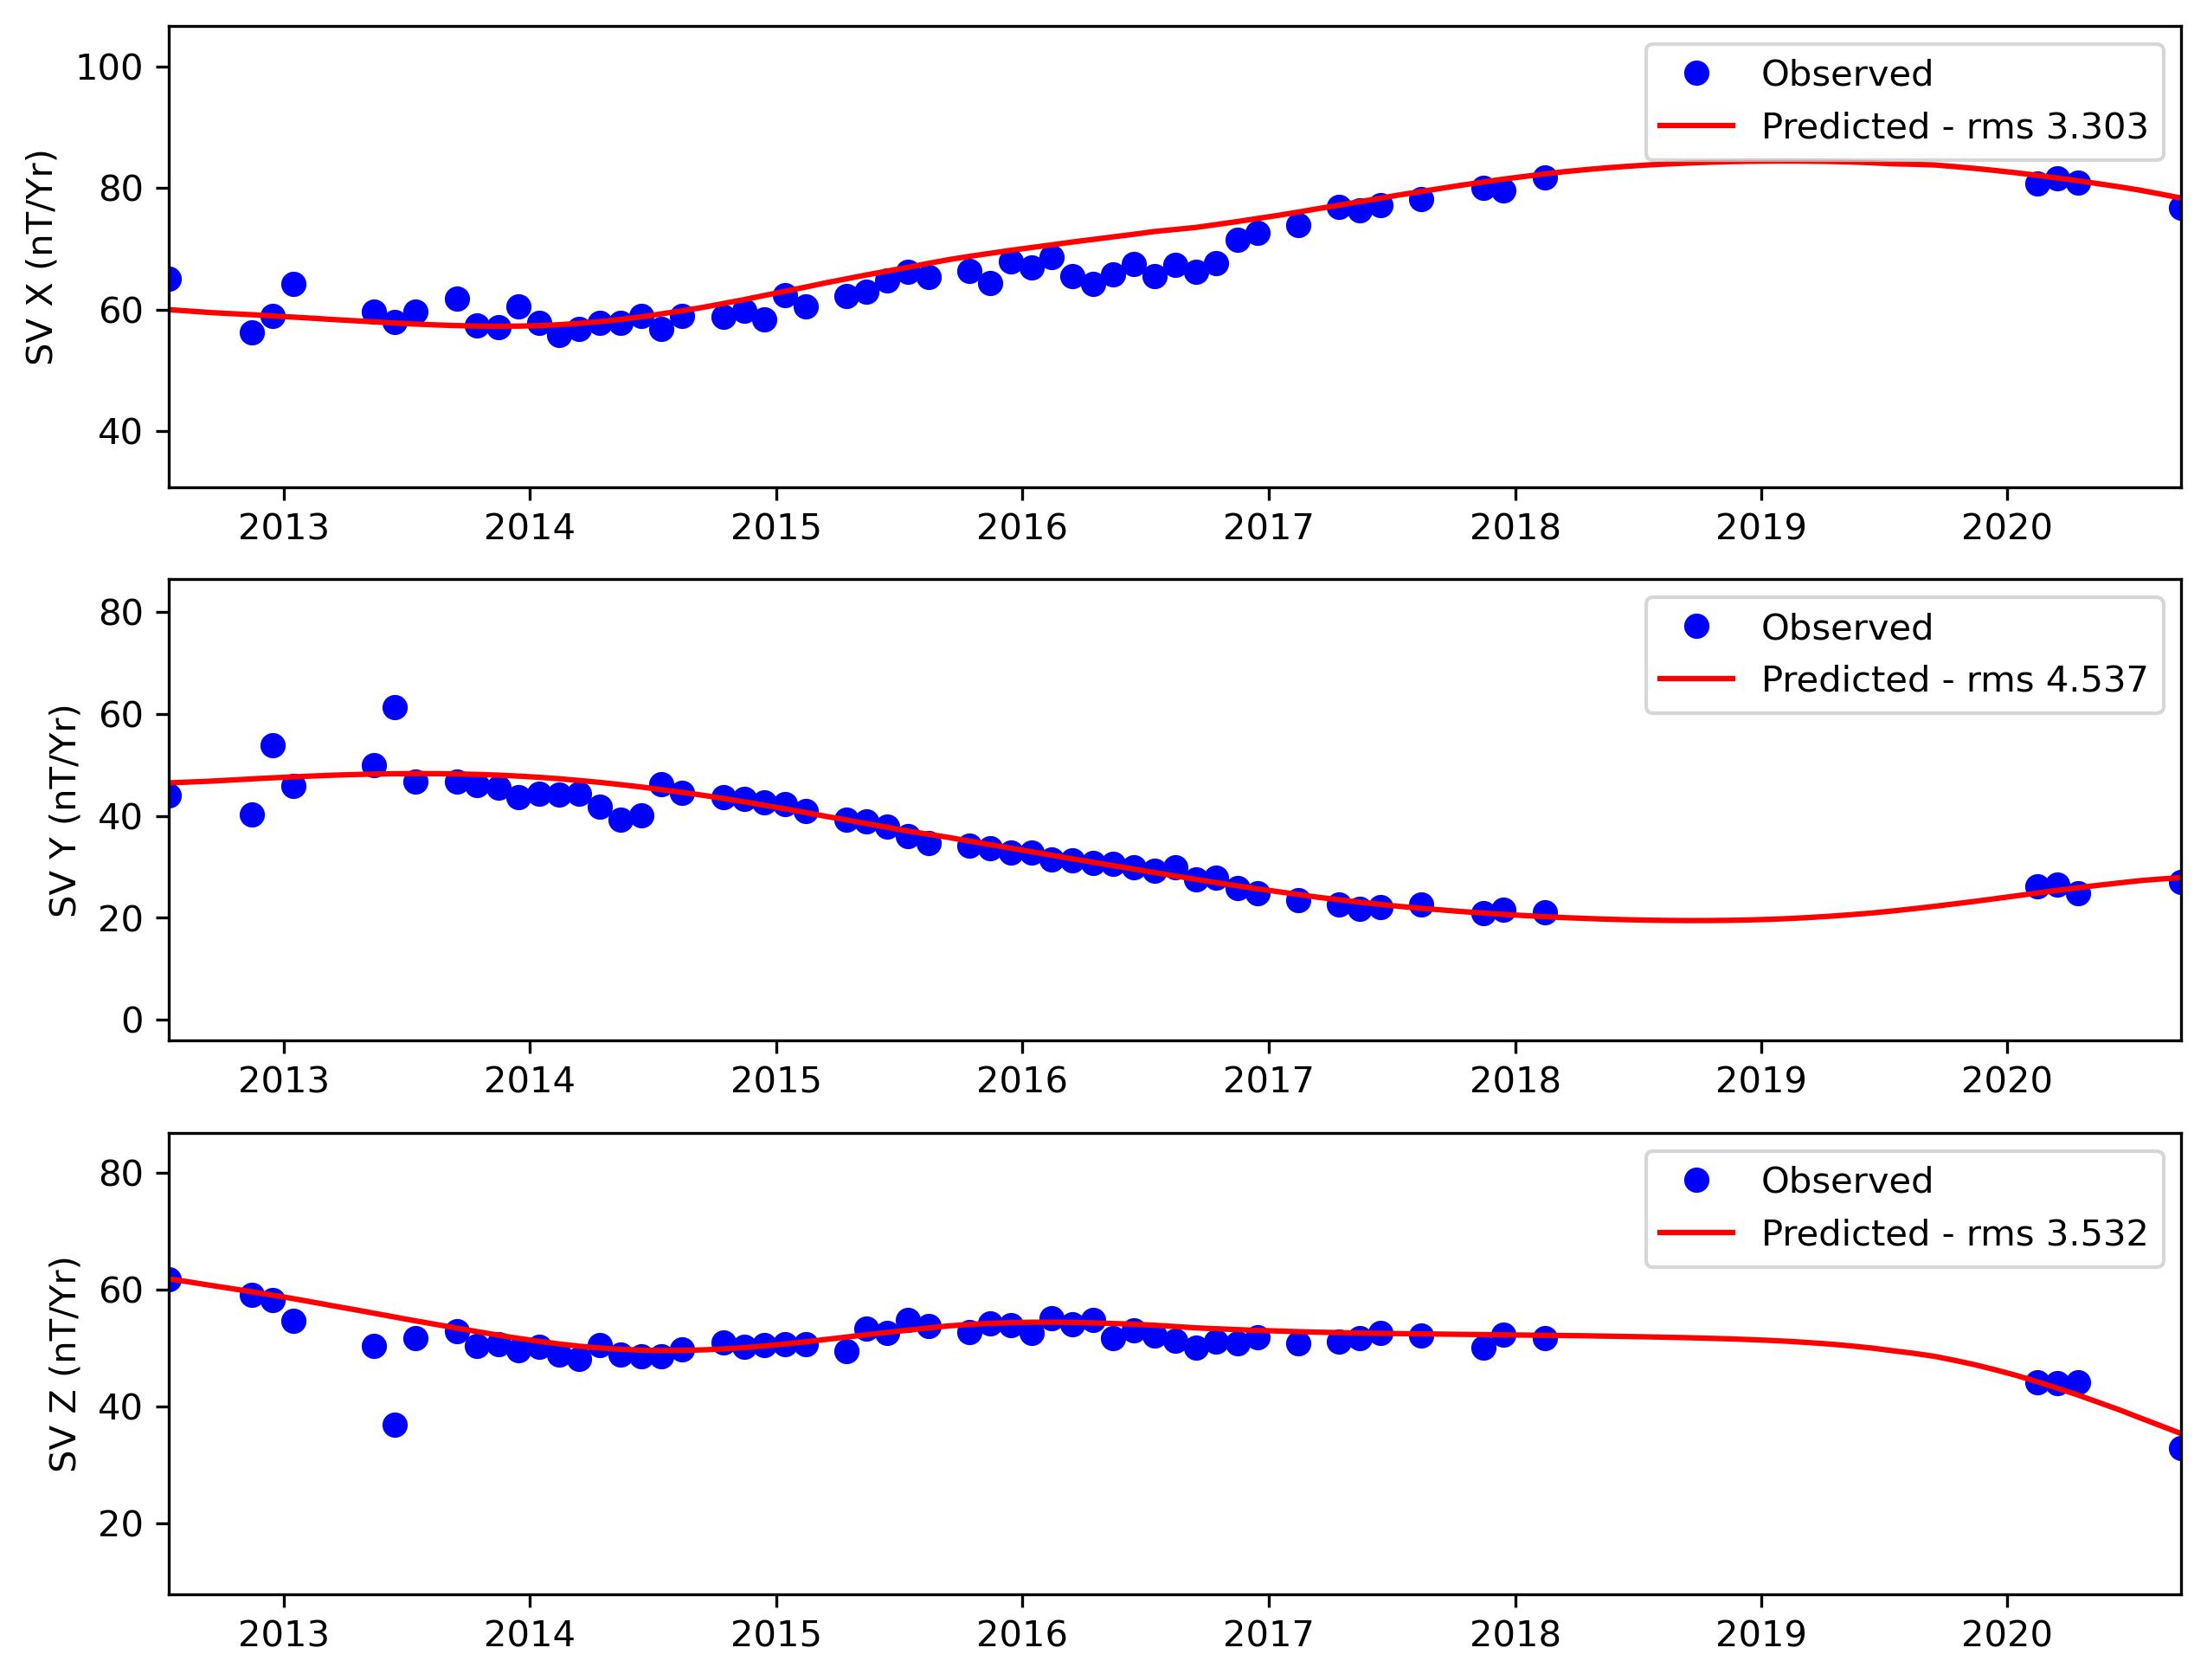 SV X (nT/Yr)
100
80
60
40
Observed
Predicted - rms 3.303
2013 2014 2015 2016 2017 2018 2019 2020
SV Y (nT/Yr)
80
60
40
20
0
Observed
Predicted - rms 4.537
2013 2014 2015 2016 2017 2018 2019 2020
SV Z (nT/Yr)
80
60
40
20
Observed
Predicted - rms 3.532
2013 2014 2015 2016 2017 2018 2019 2020